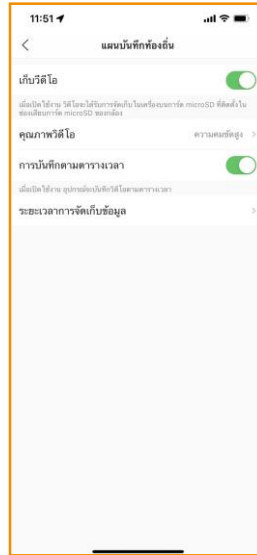 11:51
แผนบันทึกท้องถิ่น
เก็บวีดีโอ
เมื่อเปิดใช้งาน วิดีโอจะได้รับการจัดเก็บในเครื่องบนการ์ด microSD ที่ติดตั้งใน
ช่องเสียบการ์ด microSD ของกล้อง
คุณภาพวิดีโอ ความคมชัดสูง
การบันทึกตามตารางเวลา
เมื่อเปิดใช้งาน อุปกรณ์จะบันทึกวิดีโอตามตารางเวลา
ระยะเวลาการจัดเก็บข้อมูล